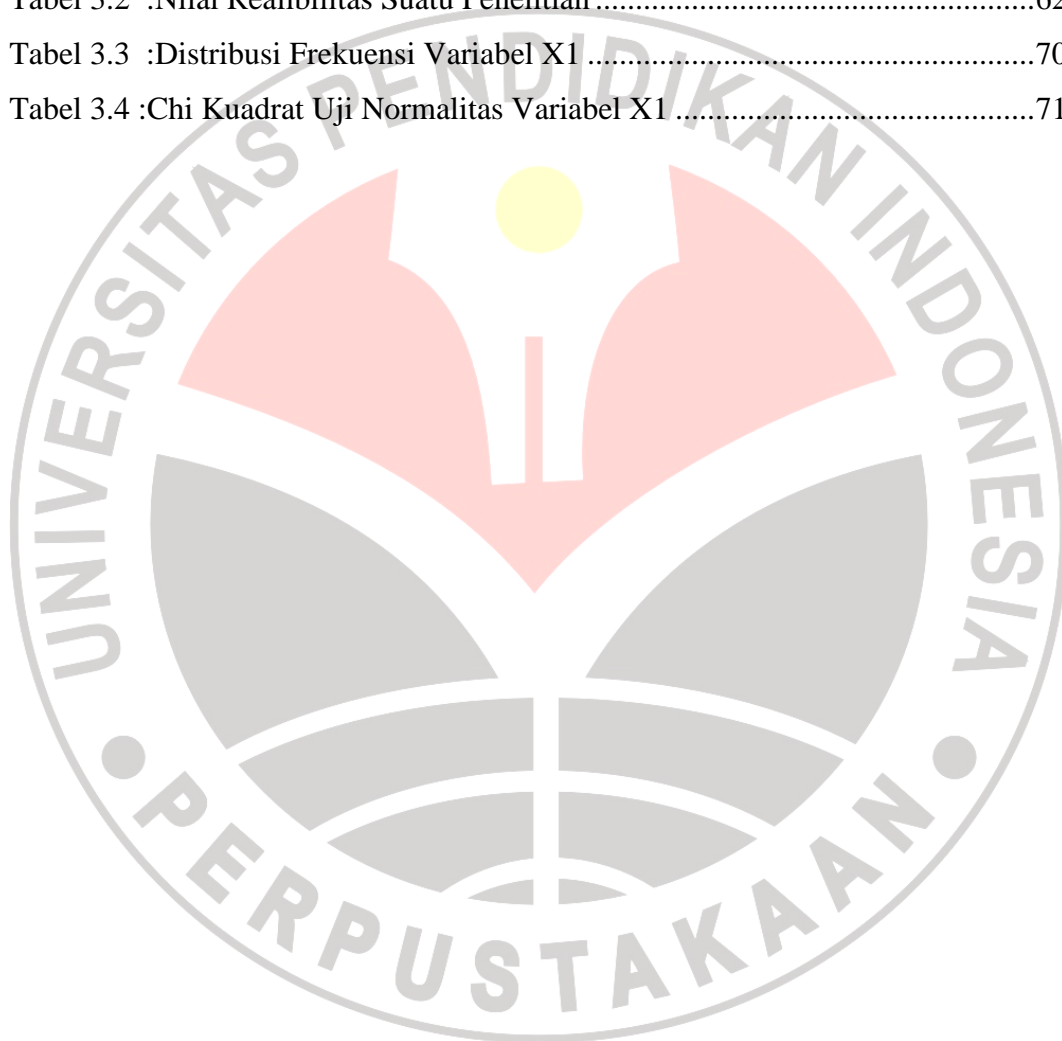 Tabel 3.2 :Nilai Realibilitas Suatu Penelitian ........................................................................62
Tabel 3.3 :Distribusi Frekuensi Variabel X1 ..........................................................................70
Tabel 3.4 :Chi Kuadrat Uji Normalitas Variabel X1 ............................................................71
UNIVERSITAS PENDIDIKAN INDONESIA
PERPUSTAKAAN